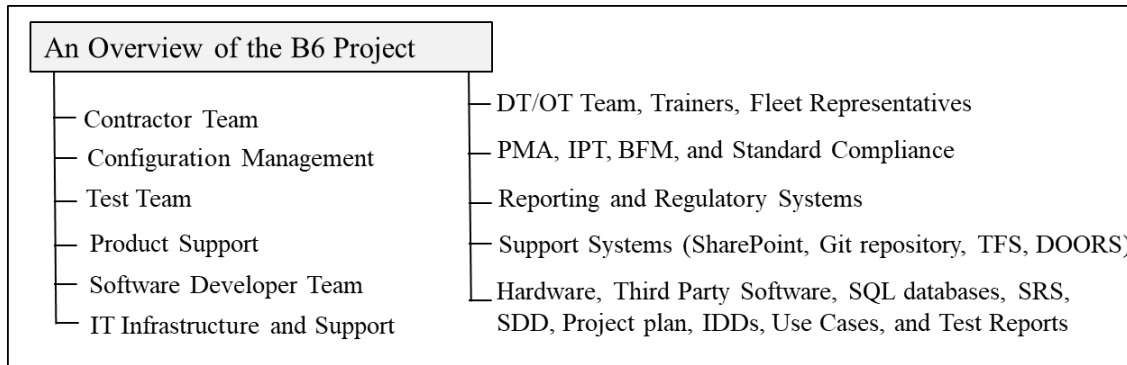 An Overview of the B6 Project
Contractor Team
Configuration Management
Test Team
Product Support
Software Developer Team
IT Infrastructure and Support
DT/OT Team, Trainers, Fleet Representatives
PMA, IPT, BFM, and Standard Compliance
Reporting and Regulatory Systems
Support Systems (SharePoint, Git repository, TFS, DOORS)
Hardware, Third Party Software, SQL databases, SRS,
SDD, Project plan, IDDs, Use Cases, and Test Reports